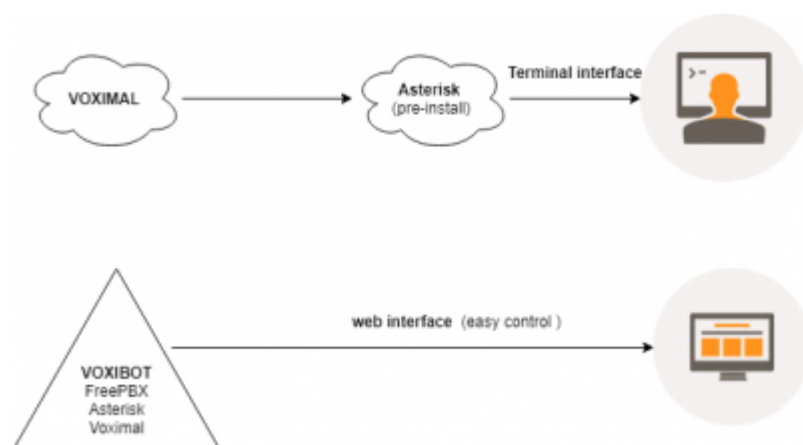 VOXIMAL
Asterisk
(pre-install)
Terminal interface
>-
web interface (easy control )
VOXIBOT
FreePBX
Asterisk
Voximal